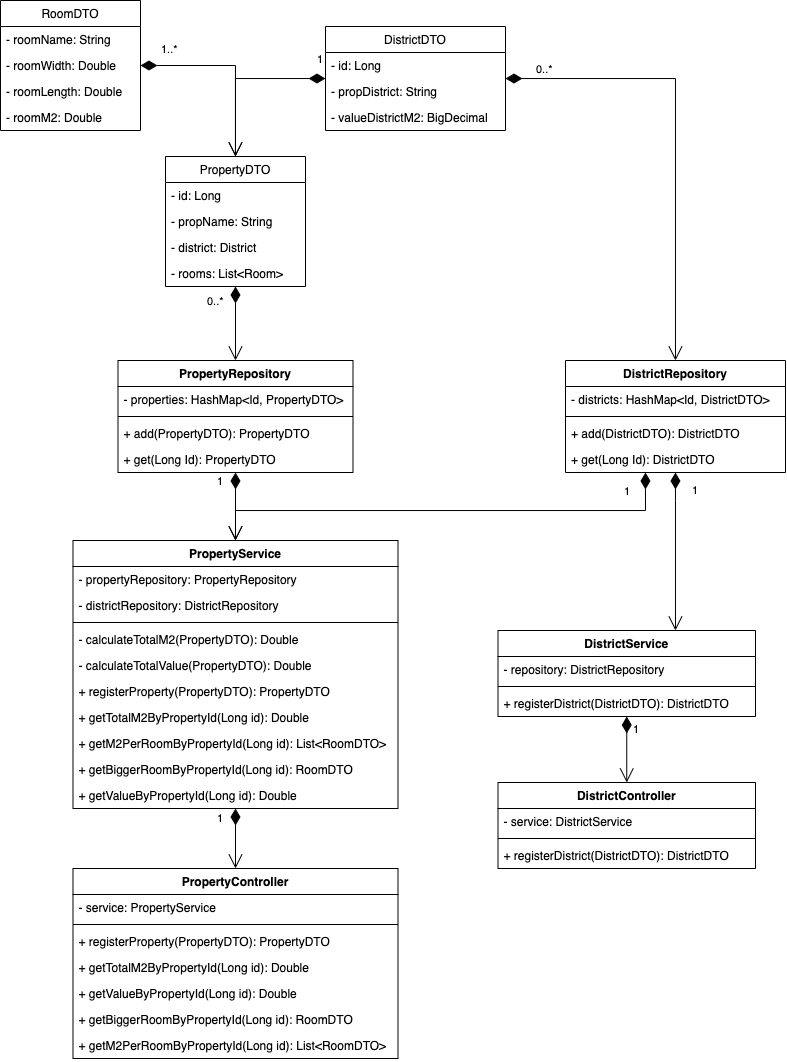 RoomDTO
- roomName: String
- roomWidth: Double
- roomLength: Double
- roomM2: Double
1..*
DistrictDTO
- id: Long
- propDistrict: String
- valueDistrictM2: BigDecimal
1
0..*
PropertyDTO
- id: Long
- propName: String
- district: District
- rooms: List<Room>
0..*
PropertyRepository
- properties: HashMap<Id, PropertyDTO>
+ add(PropertyDTO): PropertyDTO
+ get(Long Id): PropertyDTO
1
DistrictRepository
- districts: HashMap<Id, DistrictDTO>
+ add(DistrictDTO): DistrictDTO
+ get(Long Id): DistrictDTO
1
1
PropertyService
- propertyRepository: PropertyRepository
- districtRepository: DistrictRepository
- calculateTotalM2(PropertyDTO): Double
- calculateTotalValue(PropertyDTO): Double
+ registerProperty(PropertyDTO): PropertyDTO
+ getTotalM2ByPropertyId(Long id): Double
+ getM2PerRoomByPropertyId(Long id): List<RoomDTO>
+ getBiggerRoomByPropertyId(Long id): RoomDTO
+ getValueByPropertyId(Long id): Double
1
DistrictService
- repository: DistrictRepository
+ registerDistrict(DistrictDTO): DistrictDTO
1
DistrictController
- service: DistrictService
+ registerDistrict(DistrictDTO): DistrictDTO
PropertyController
- service: PropertyService
+ registerProperty(PropertyDTO): PropertyDTO
+ getTotalM2ByPropertyId(Long id): Double
+ getValueByPropertyId(Long id): Double
+ getBiggerRoomByPropertyId(Long id): RoomDTO
+ getM2PerRoomByPropertyId(Long id): List<RoomDTO>